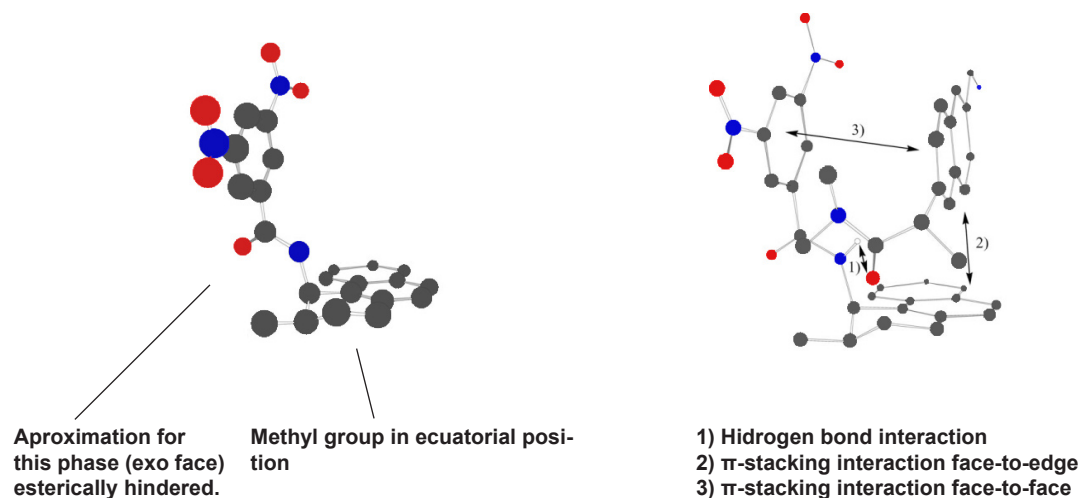 3)
2)
1)
Aproximation for
this phase (exo face)
esterically hindered.
Methyl group in ecuatorial posi-
tion
1) Hidrogen bond interaction
2) π-stacking interaction face-to-edge
3) π-stacking interaction face-to-face